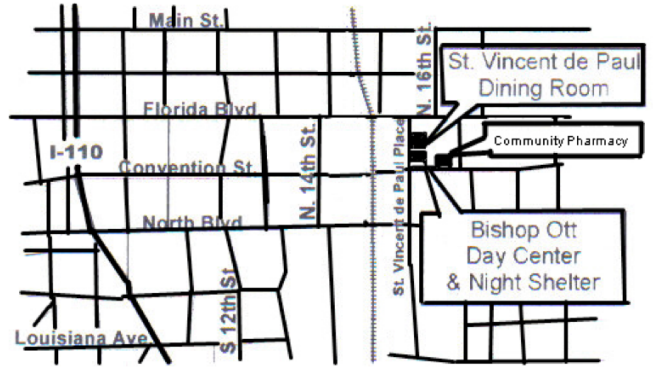 Main St.
N. 16th St.
St. Vincent de Paul
Dining Room
Florida Blvd
Community Pharmacy
I-110
Convention St.
N. 14th St.
St. Vincent de Paul Place
North Blvd
Bishop Ott
Day Center
& Night Shelter
S 12th St
Louisiana Ave